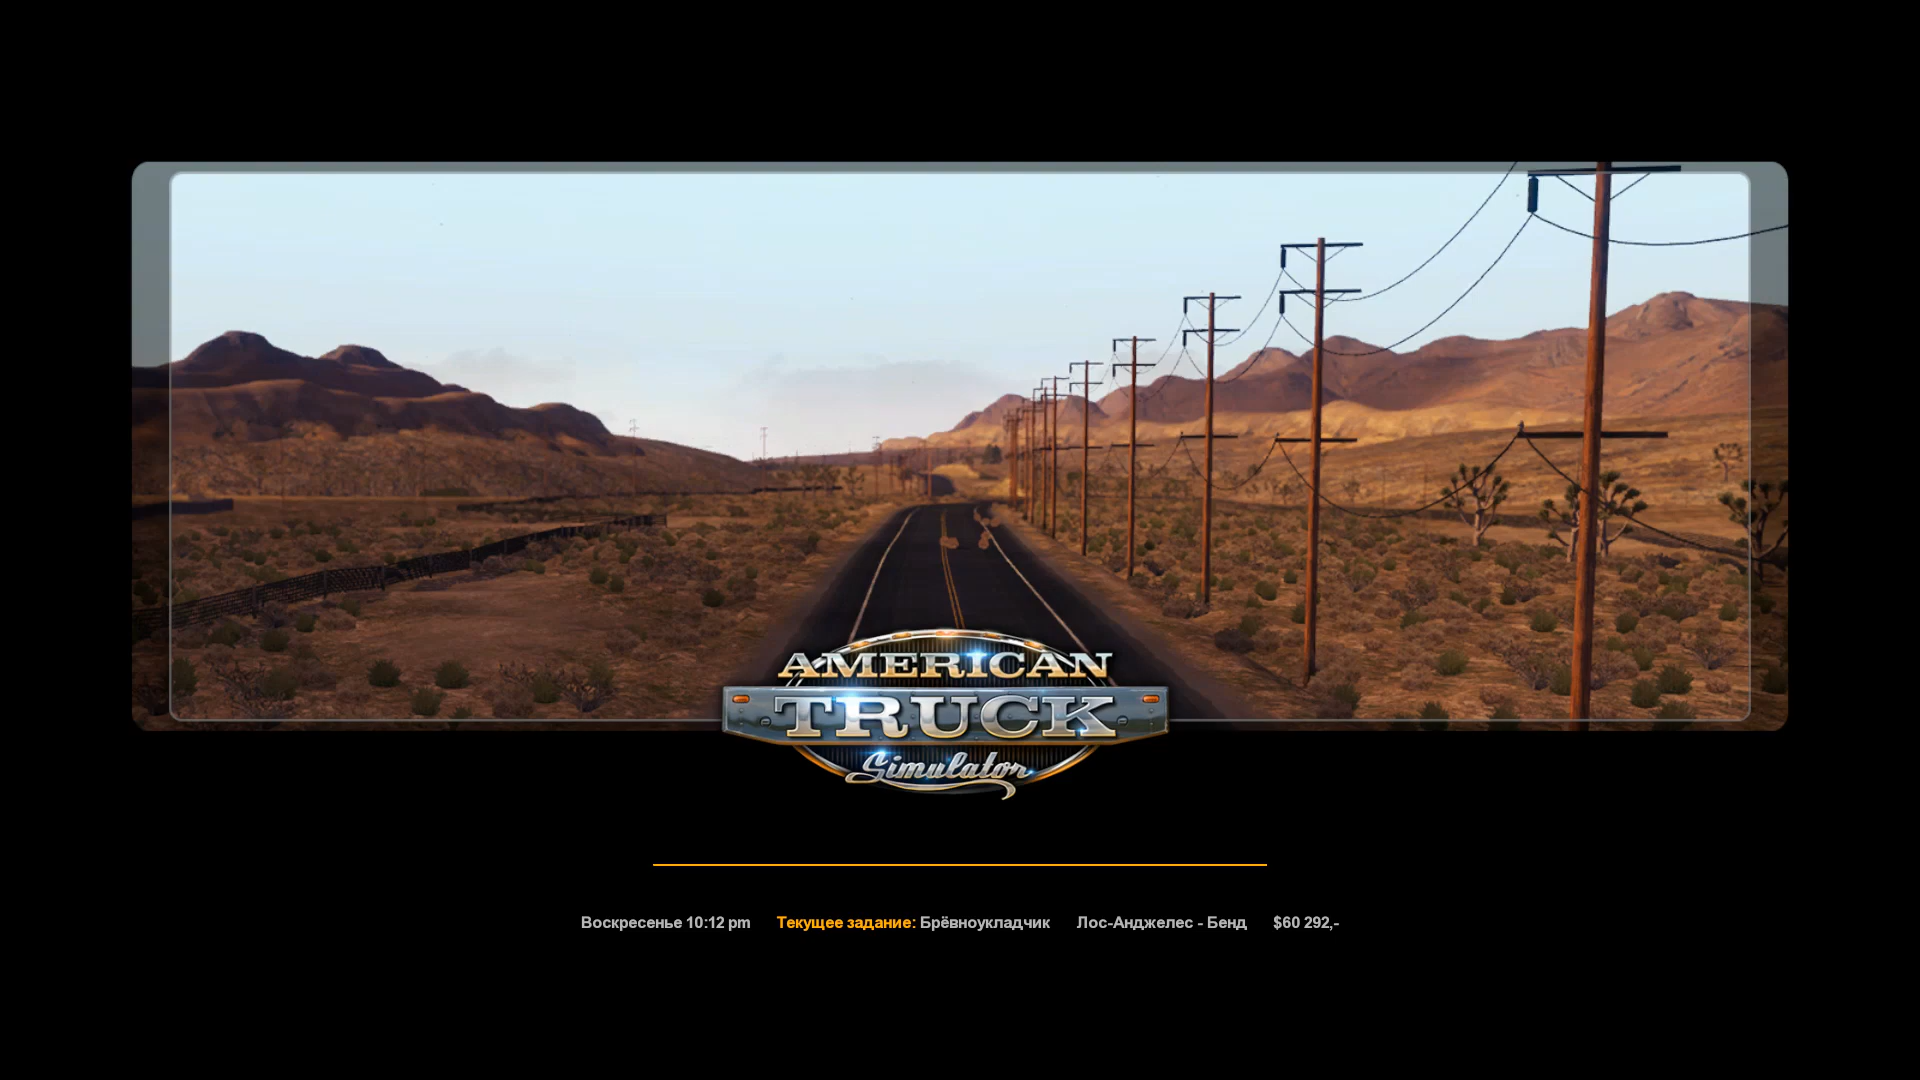 AMERICAN
TRUCK
Simulator
Воскресенье 10:12 pm Текущее задание: Брёвноукладчик Лос-Анджелес - Бенд $60 292,-